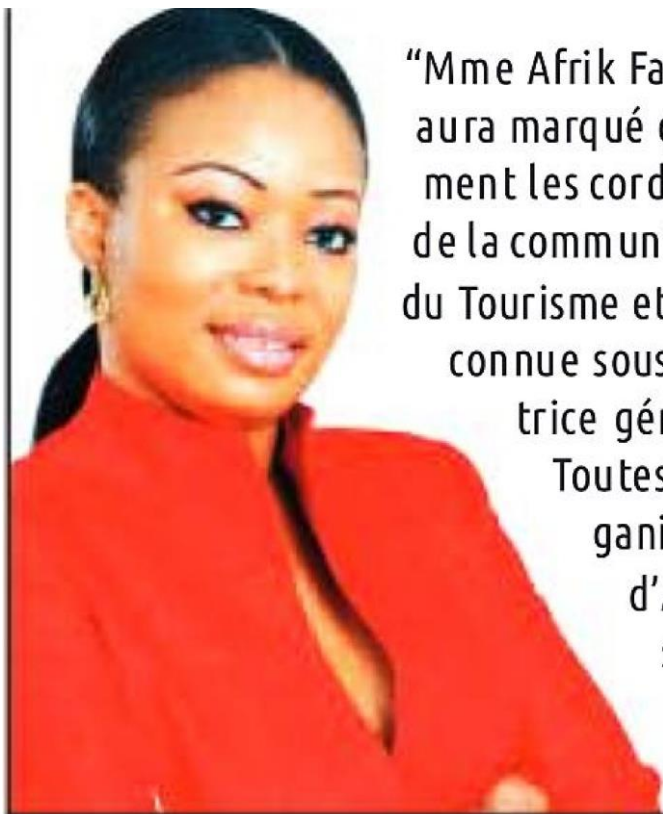 “Mme Afrik Fa
aura marqué
ment les cord
de la commun
du Tourisme et
connue sous
trice gé
Toutes
gani
d’